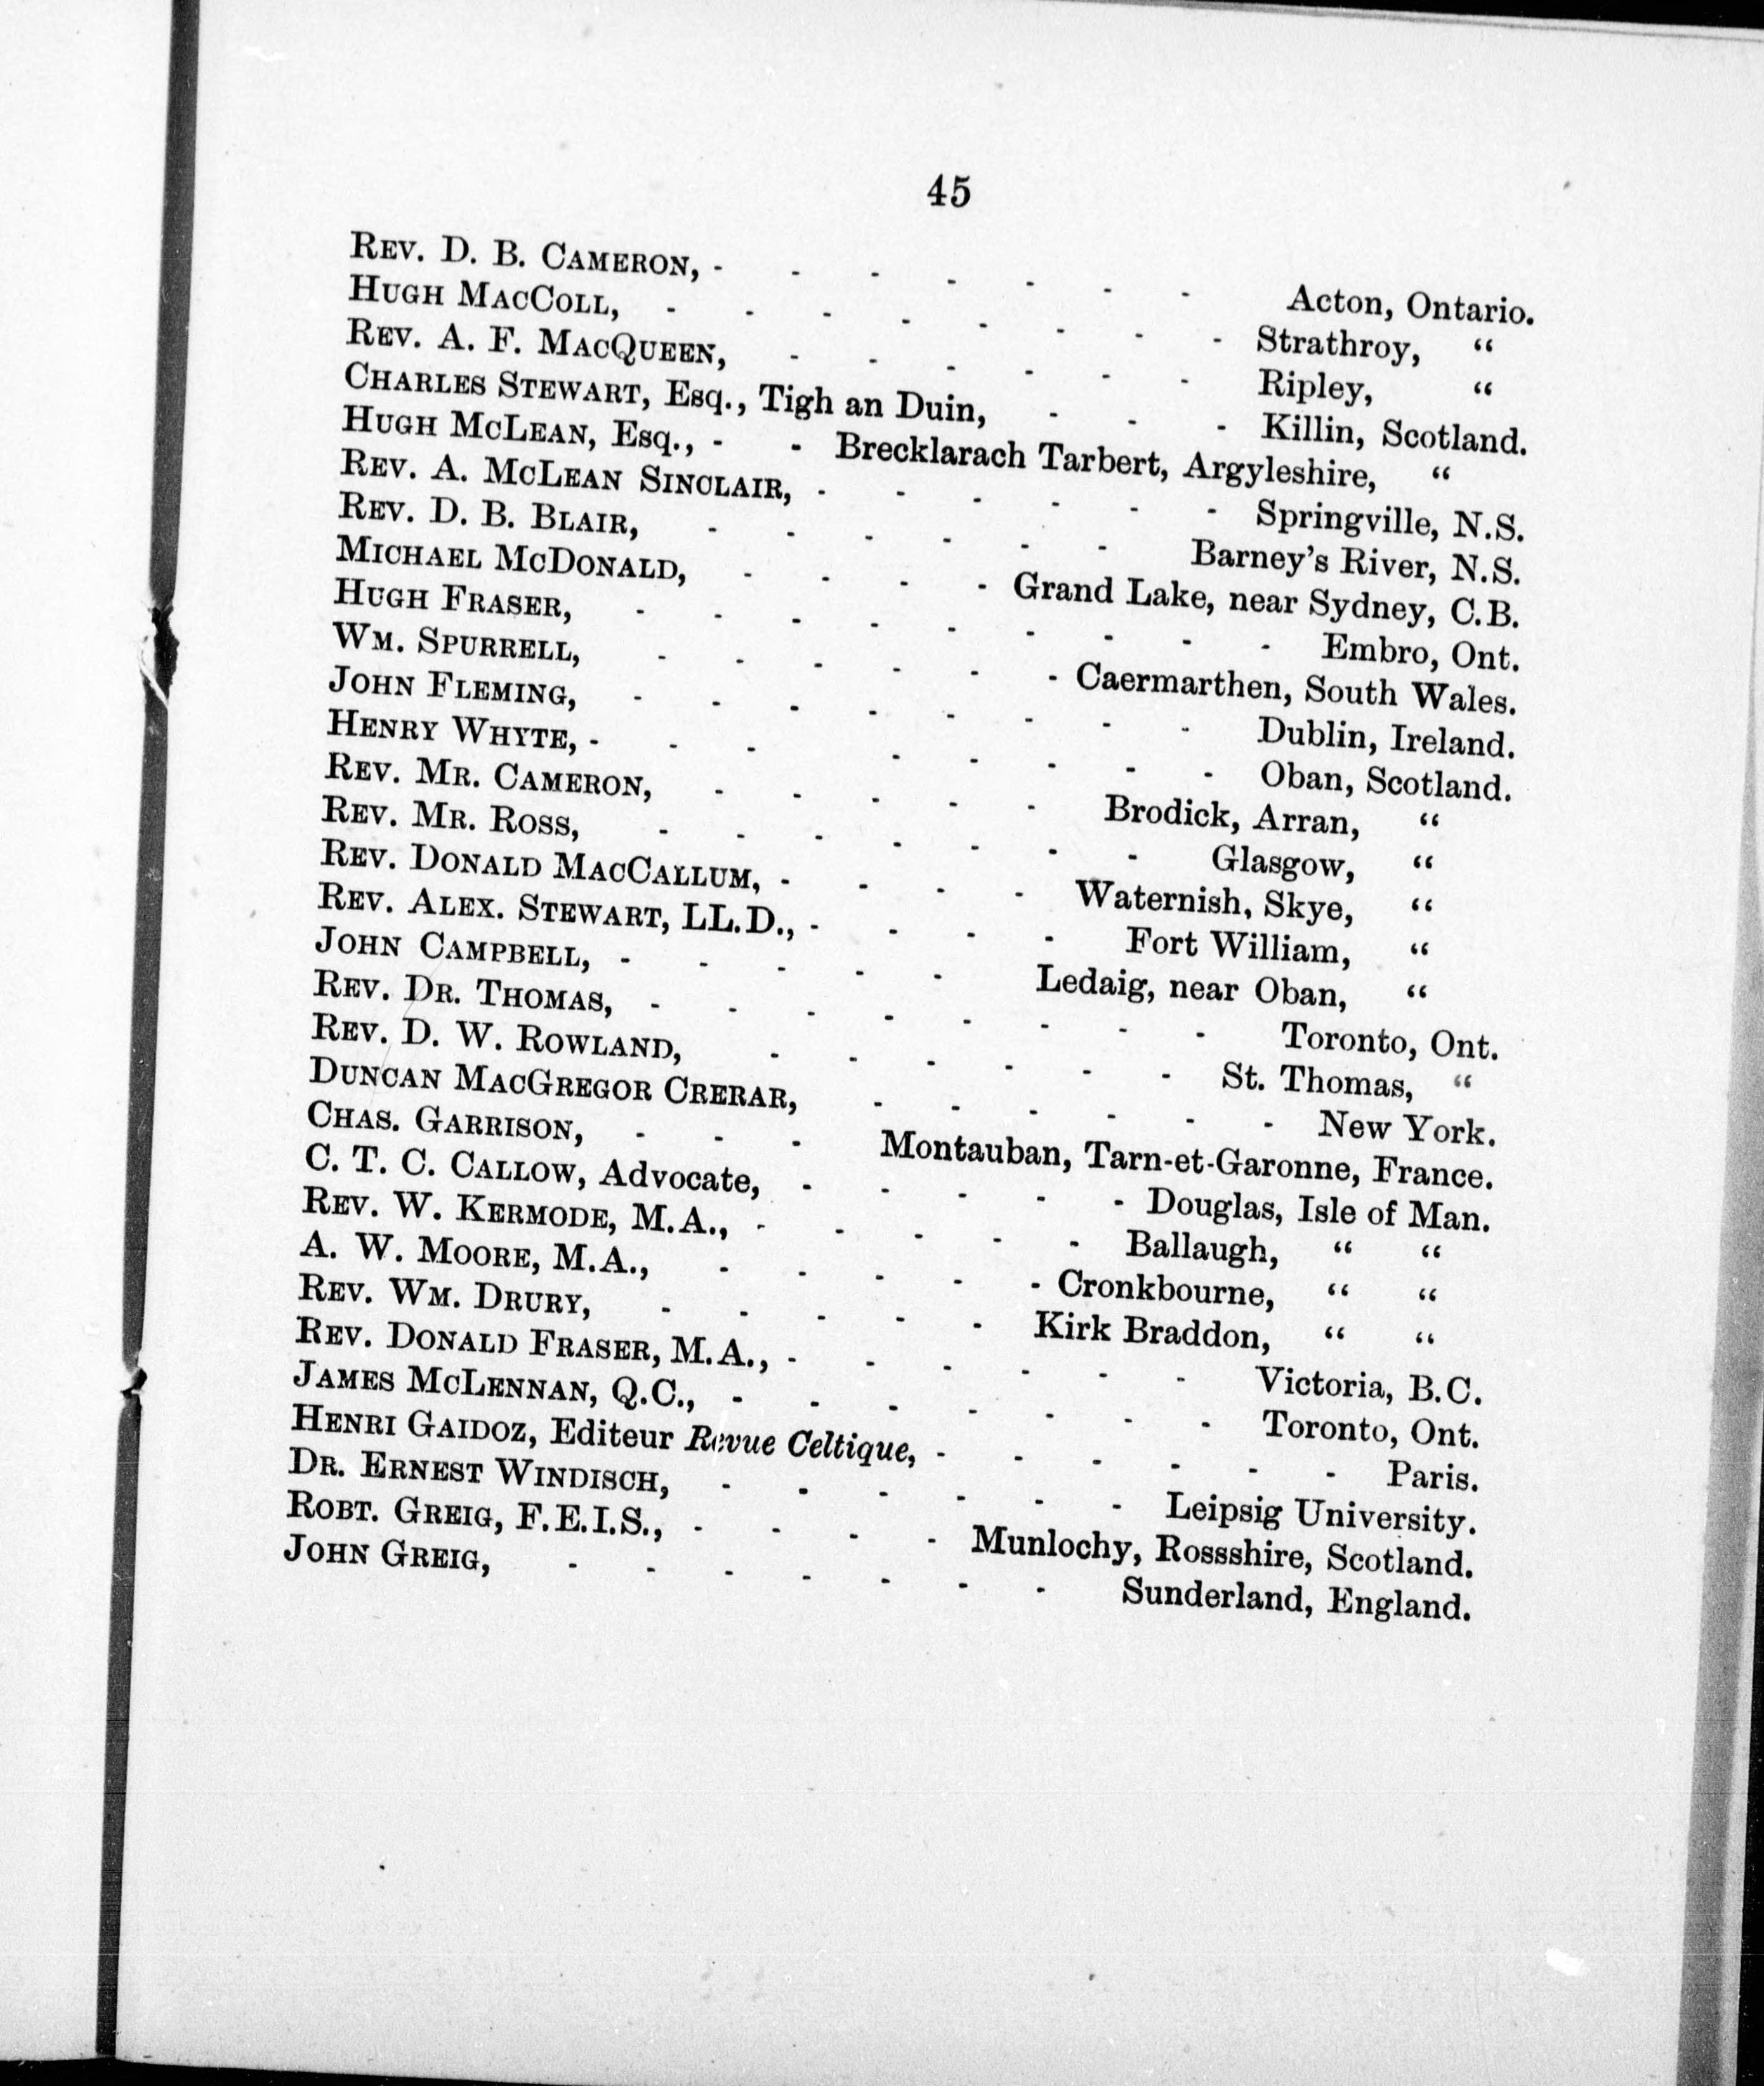 45
REV. D. B. CAMERON, - - - - - - - Acton, Ontario.
HUGH MACCOLL, - - - - - - - - Strathroy, "
REV. A. F. MACQUEEN, - - - - - - Ripley, "
CHARLES STEWART, Esq., Tigh an Duin, - - - Killin, Scotland.
HUGH MCLEAN, Esq., - - Brecklarach Tarbert, Argyleshire, "
REV. A. MCLEAN SINCLAIR, - - - - - - Springville, N.S.
REV. D. B. BLAIR, - - - - - - Barney's River, N.S.
MICHAEL MCDONALD, - - - - Grand Lake, near Sydney, C.B.
HUGH FRASER, - - - - - - - - - Embro, Ont.
WM. SPURRELL, - - - - - - Caermarthen, South Wales.
JOHN FLEMING, - - - - - - - - Dublin, Ireland.
HENRY WHYTE, - - - - - - - - Oban, Scotland.
REV. MR. CAMERON, - - - - - Brodick, Arran, "
REV. MR. ROSS, - - - - - - - Glasgow, "
REV. DONALD MACCALLUM, - - - - Waternish, Skye, "
REV. ALEX. STEWART, LL.D., - - - - Fort William, "
JOHN CAMPBELL, - - - - - Ledaig, near Oban, "
REV. DR. THOMAS, - - - - - - - - Toronto, Ont.
REV. D. W. ROWLAND, - - - - - - St. Thomas, "
DUNCAN MACGREGOR CRERAR, - - - - - - New York.
CHAS. GARRISON, - - - Montauban, Tarn-et-Garonne, France.
C. T. C. CALLOW, Advocate, - - - - - Douglas, Isle of Man.
REV. W. KERMODE, M.A., - - - - - Ballaugh, " "
A. W. MOORE, M.A., - - - - - Cronkbourne, " "
REV. WM. DRURY, - - - - - Kirk Braddon, " "
REV. DONALD FRASER, M.A., - - - - - - Victoria, B.C.
JAMES MCLENNAN, Q.C., - - - - - - - Toronto, Ont.
HENRI GAIDOZ, Editeur Revue Celtique, - - - - - - Paris.
DR. ERNEST WINDISCH, - - - - - - Leipsig University.
ROBT. GREIG, F.E.I.S., - - - - Munlochy, Rossshire, Scotland.
JOHN GREIG, - - - - - - - Sunderland, England.